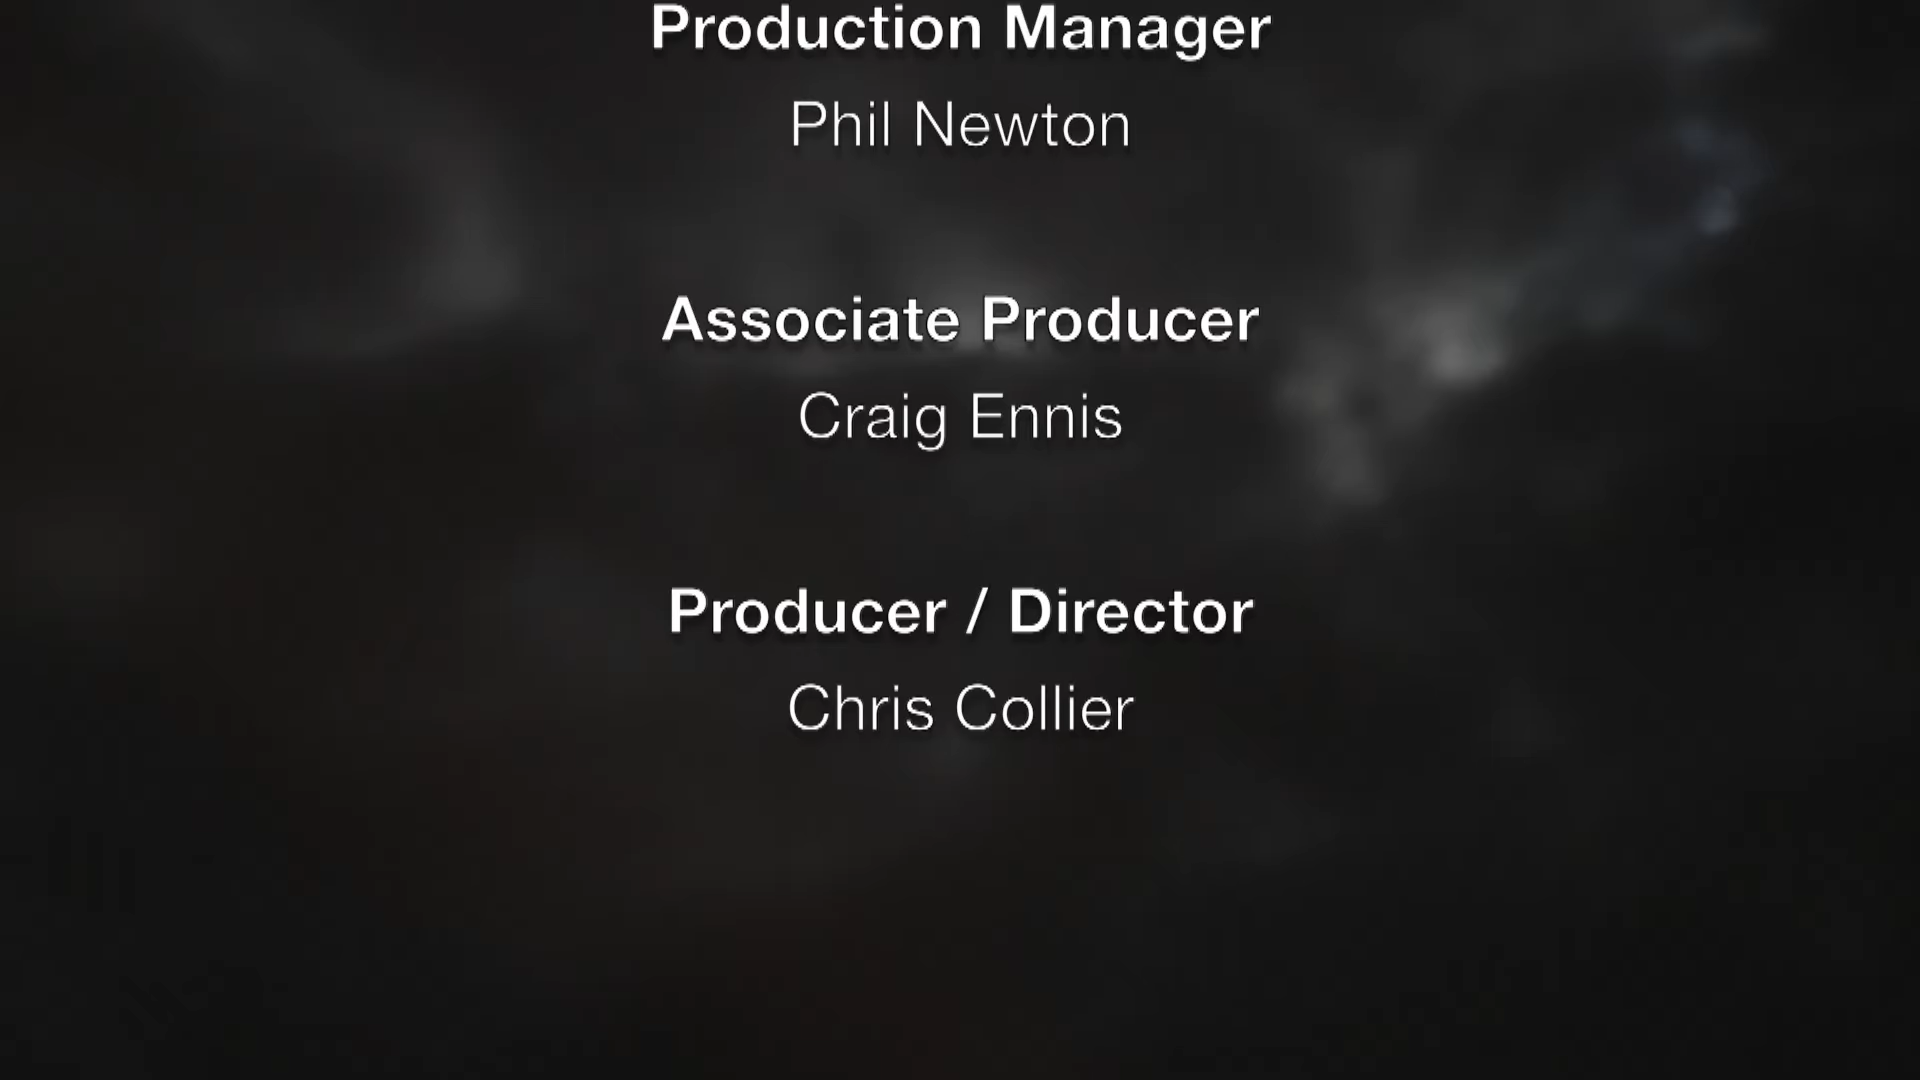 Production Manager
Phil Newton
Associate Producer
Craig Ennis
Producer / Director
Chris Collier